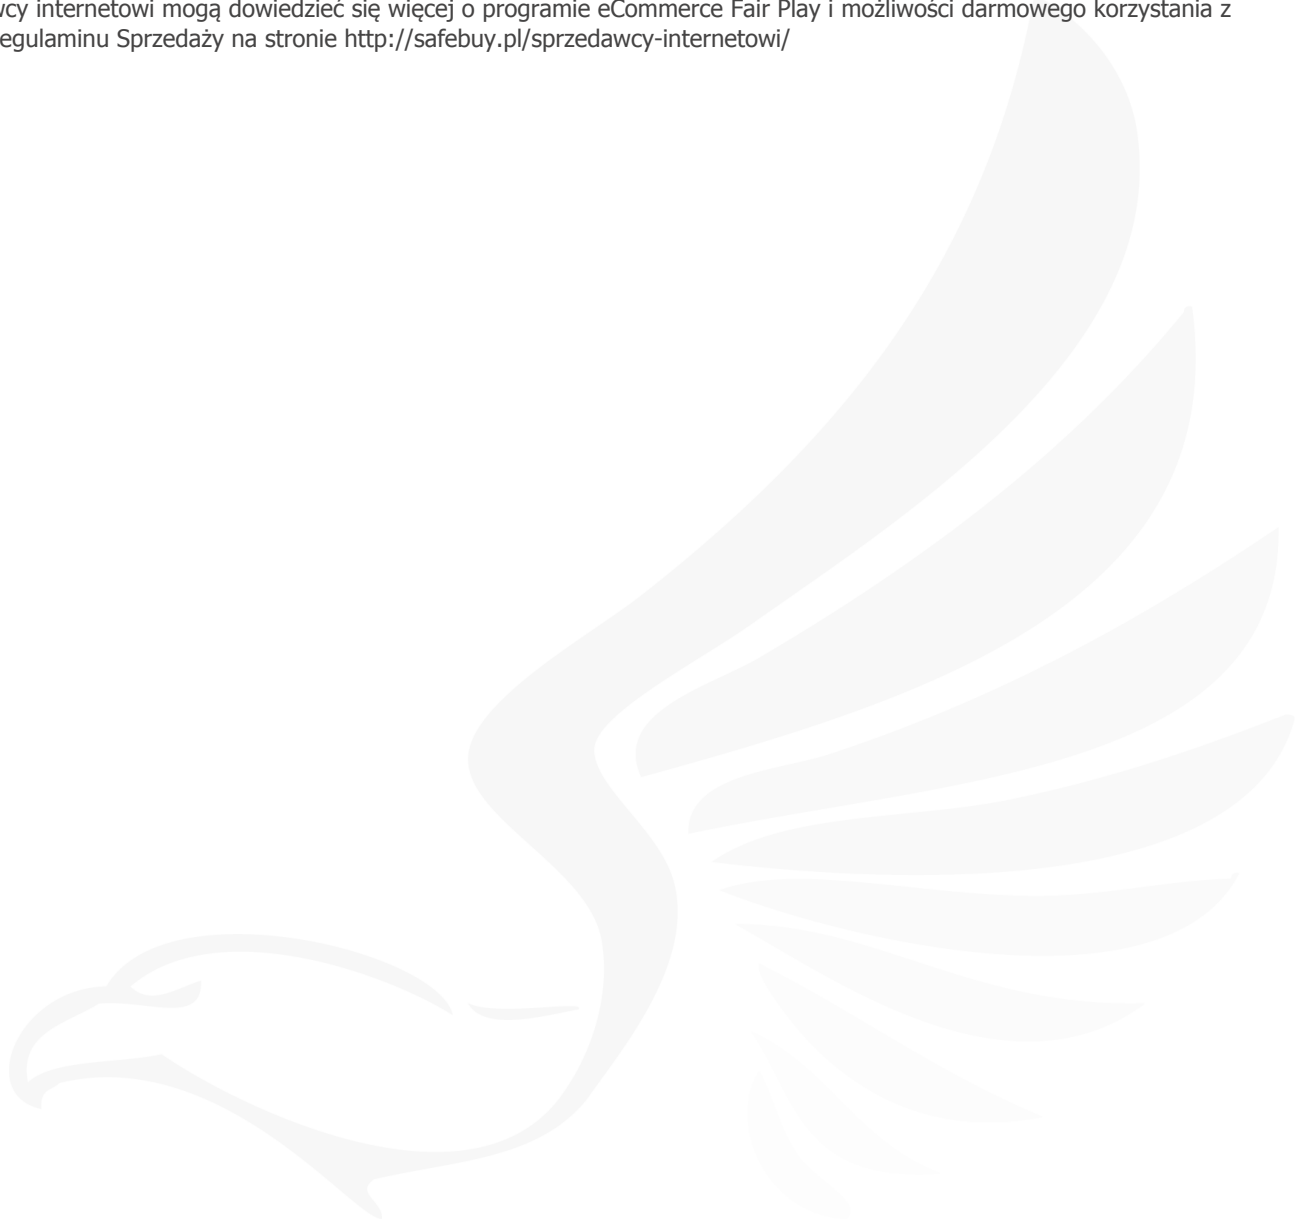 internetowi mogą dowiedzieć się więcej o programie eCommerce Fair Play i możliwości darmowego korzystania z
egulaminu Sprzedaży na stronie http://safebuy.pl/sprzedawcy-internetowi/